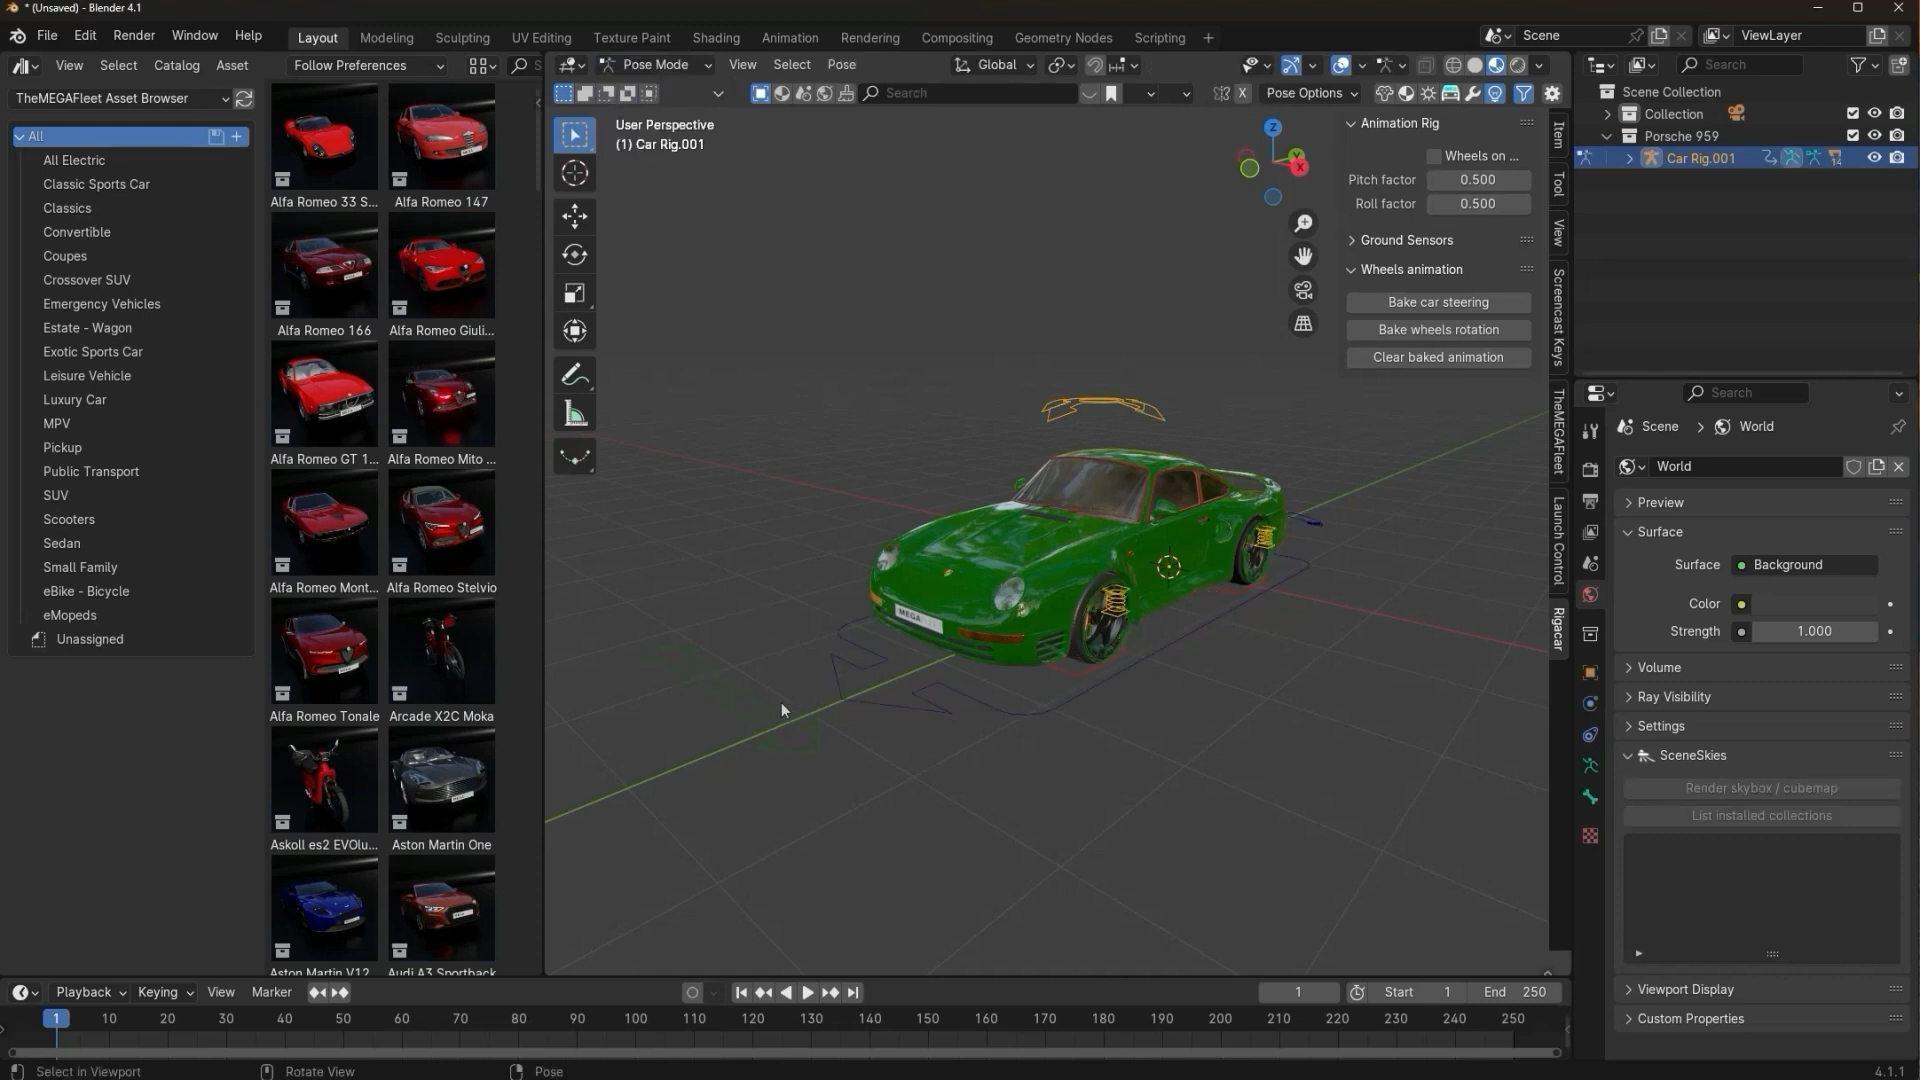 * (Unsaved) - Blender 4.1
File Edit Render Window Help
Layout Modeling Sculpting UV Editing Texture Paint Shading Animation Rendering Compositing Geometry Nodes Scripting +
Scene
ViewLayer
View Select Catalog Asset
Follow Preferences
S
Pose Mode
View Select Pose
Global
Search
TheMEGAFleet Asset Browser
Search
X
Pose Options
All
All Electric
Classic Sports Car
Classics
Convertible
Coupes
Crossover SUV
Emergency Vehicles
Estate - Wagon
Exotic Sports Car
Leisure Vehicle
Luxury Car
MPV
Pickup
Public Transport
SUV
Scooters
Sedan
Small Family
eBike - Bicycle
eMopeds
Unassigned
Alfa Romeo 33 S...
Alfa Romeo 147
Alfa Romeo 166
Alfa Romeo Giuli...
Alfa Romeo GT 1...
Alfa Romeo Mito ...
Alfa Romeo Mont...
Alfa Romeo Stelvio
Alfa Romeo Tonale
Arcade X2C Moka
Askoll es2 EVOlu...
Aston Martin One
Aston Martin V12
Audi A3 Sportback
User Perspective
(1) Car Rig.001
Z
Y
X
MEGA
Animation Rig
Wheels on ...
Pitch factor 0.500
Roll factor 0.500
Ground Sensors
Wheels animation
Bake car steering
Bake wheels rotation
Clear baked animation
Item
Tool
View
Screencast Keys
TheMEGAFleet
Launch Control
Rigacar
Scene Collection
Collection
Porsche 959
Car Rig.001
14
Search
Scene > World
World
Preview
Surface
Surface Background
Color
Strength 1.000
Volume
Ray Visibility
Settings
SceneSkies
Render skybox / cubemap
List installed collections
Viewport Display
Custom Properties
Playback Keying View Marker
1
Start 1
End 250
1 10 20 30 40 50 60 70 80 90 100 110 120 130 140 150 160 170 180 190 200 210 220 230 240 250
Select in Viewport
Rotate View
Pose
4.1.1